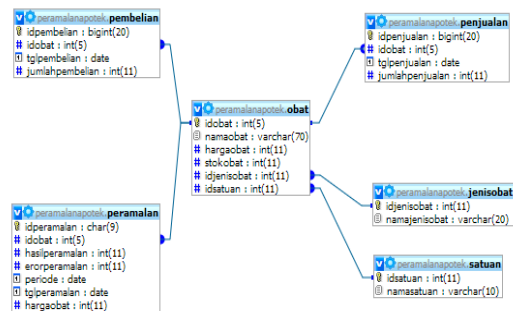 peramalanapotek.pembelian
idpembelian : bigint(20)
idobat : int(5)
tglpembelian : date
jumlahpembelian : int(11)
peramalanapotek.penjualan
idpenjualan : bigint(20)
idobat : int(5)
tglpenjualan : date
jumlahpenjualan : int(11)
peramalanapotek.obat
idobat : int(5)
namaobat : varchar(70)
hargaobat : int(11)
stokobat : int(11)
idjenisobat : int(11)
idsatuan : int(11)
peramalanapotek.jenisobat
idjenisobat : int(11)
namajenisobat : varchar(20)
peramalanapotek.peramalan
idperamalan : char(9)
idobat : int(5)
hasilperamalan : int(11)
erorperamalan : int(11)
periode : date
tglperamalan : date
hargaobat : int(11)
peramalanapotek.satuan
idsatuan : int(11)
namasatuan : varchar(10)